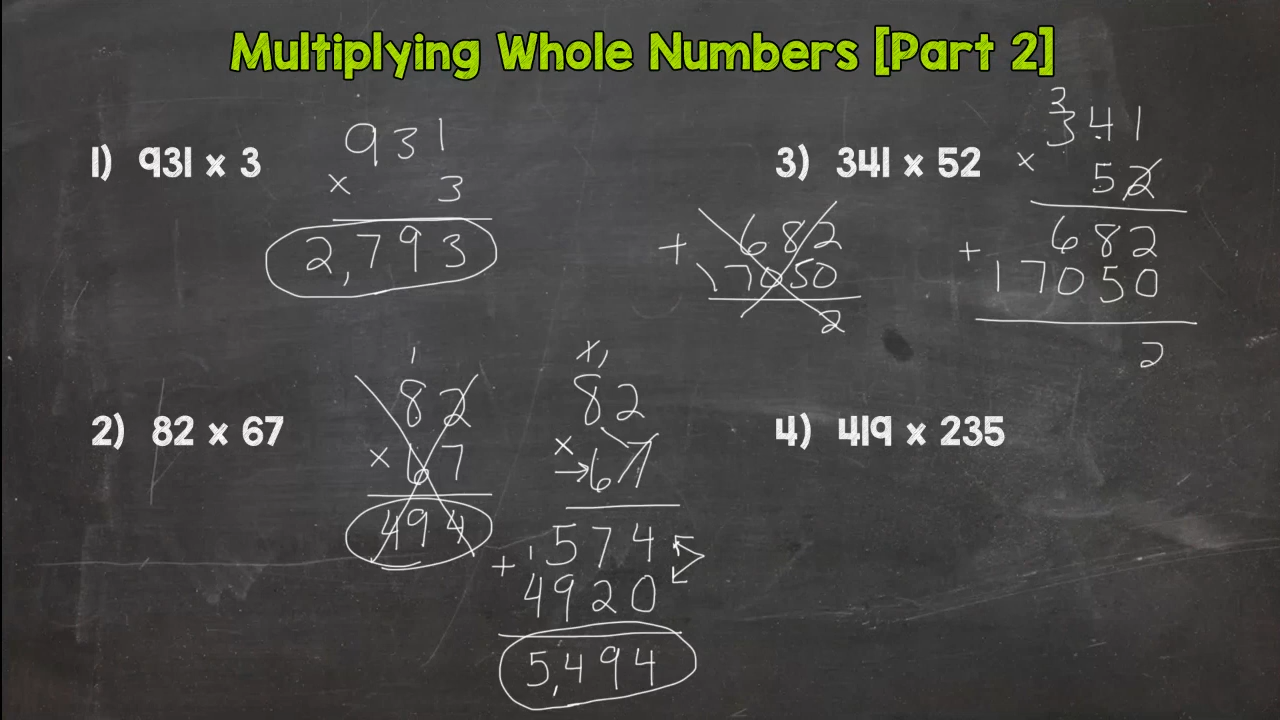 Multiplying Whole Numbers [Part 2]
1) 931 x 3
931
x 3
2,793
2) 82 x 67
1
82
x 67
494
1
82
x 67
1
574
+ 4920
5,494
3) 341 x 52
682
+ 17050
2
3
341
x 52
682
+ 17050
2
4) 419 x 235